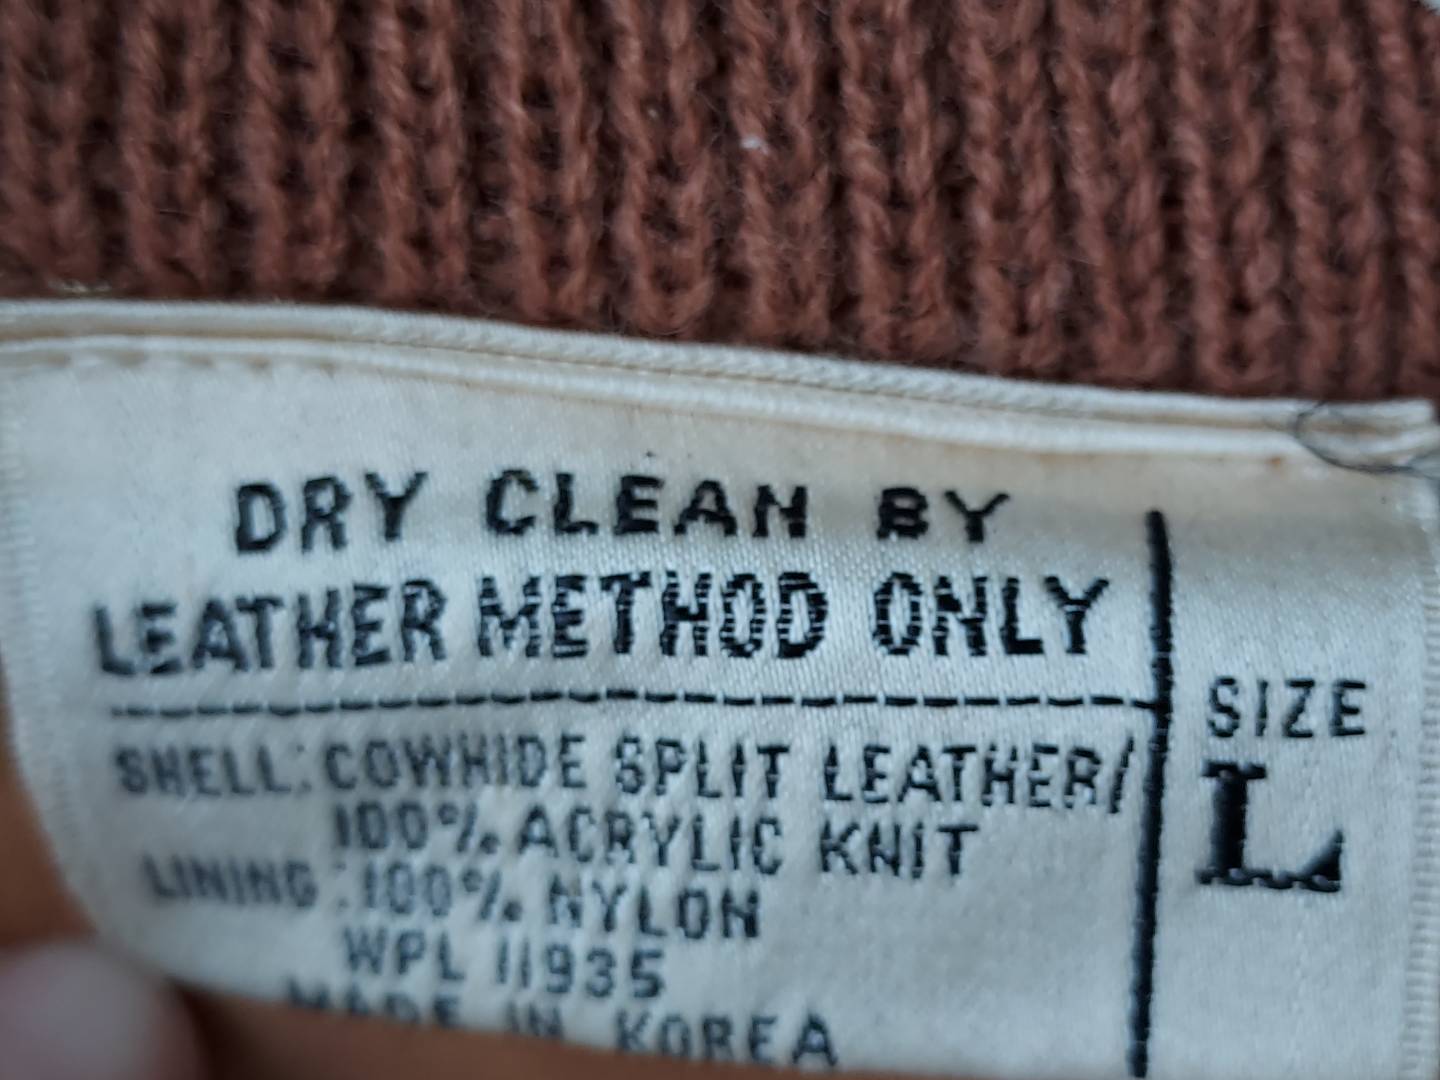 DRY CLEAN BY
LEATHER METHOD ONLY
SHELL: COWHIDE SPLIT LEATHER/
100% ACRYLIC KNIT
LINING: 100% NYLON
WPL 11935
MADE IN KOREA
SIZE
L